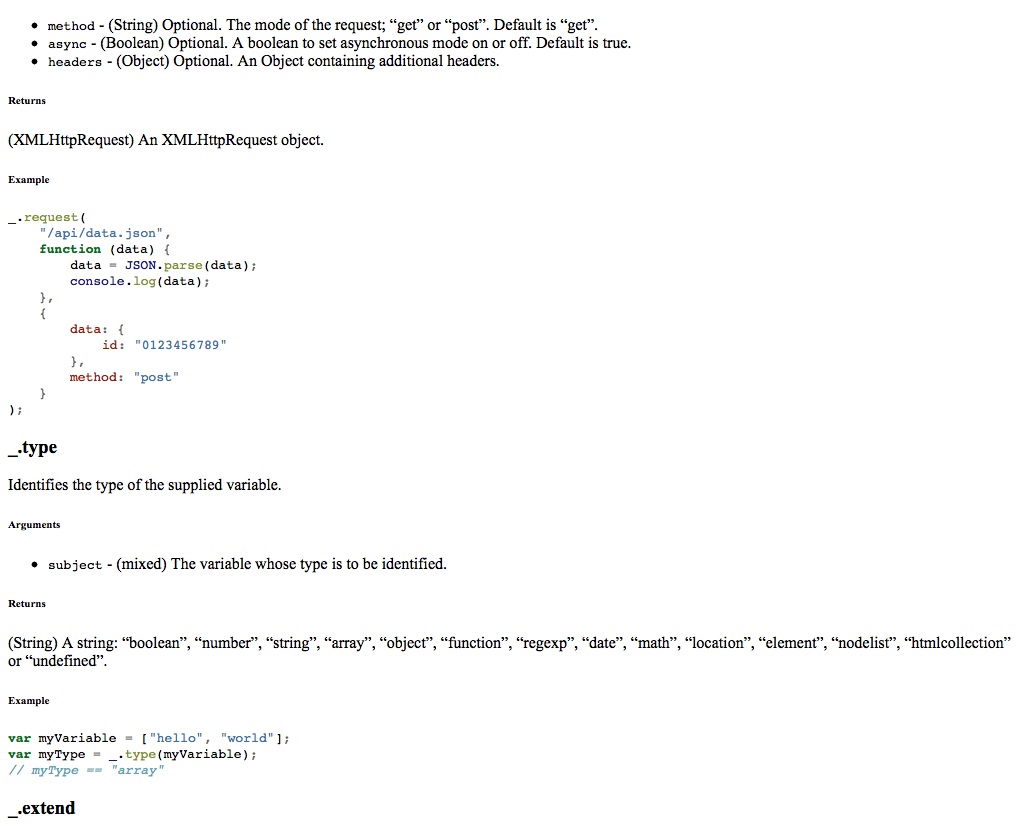 • method - (String) Optional. The mode of the request; “get” or “post”. Default is “get”.
• async - (Boolean) Optional. A boolean to set asynchronous mode on or off. Default is true.
• headers - (Object) Optional. An Object containing additional headers.
Returns
(XMLHttpRequest) An XMLHttpRequest object.
Example
_.request(
    "/api/data.json",
    function (data) {
        data = JSON.parse(data);
        console.log(data);
    },
    {
        data: {
            id: "0123456789"
        },
        method: "post"
    }
);
_.type
Identifies the type of the supplied variable.
Arguments
• subject - (mixed) The variable whose type is to be identified.
Returns
(String) A string: “boolean”, “number”, “string”, “array”, “object”, “function”, “regexp”, “date”, “math”, “location”, “element”, “nodelist”, “htmlcollection”
or “undefined”.
Example
var myVariable = ["hello", "world"];
var myType = _.type(myVariable);
// myType == "array"
_.extend